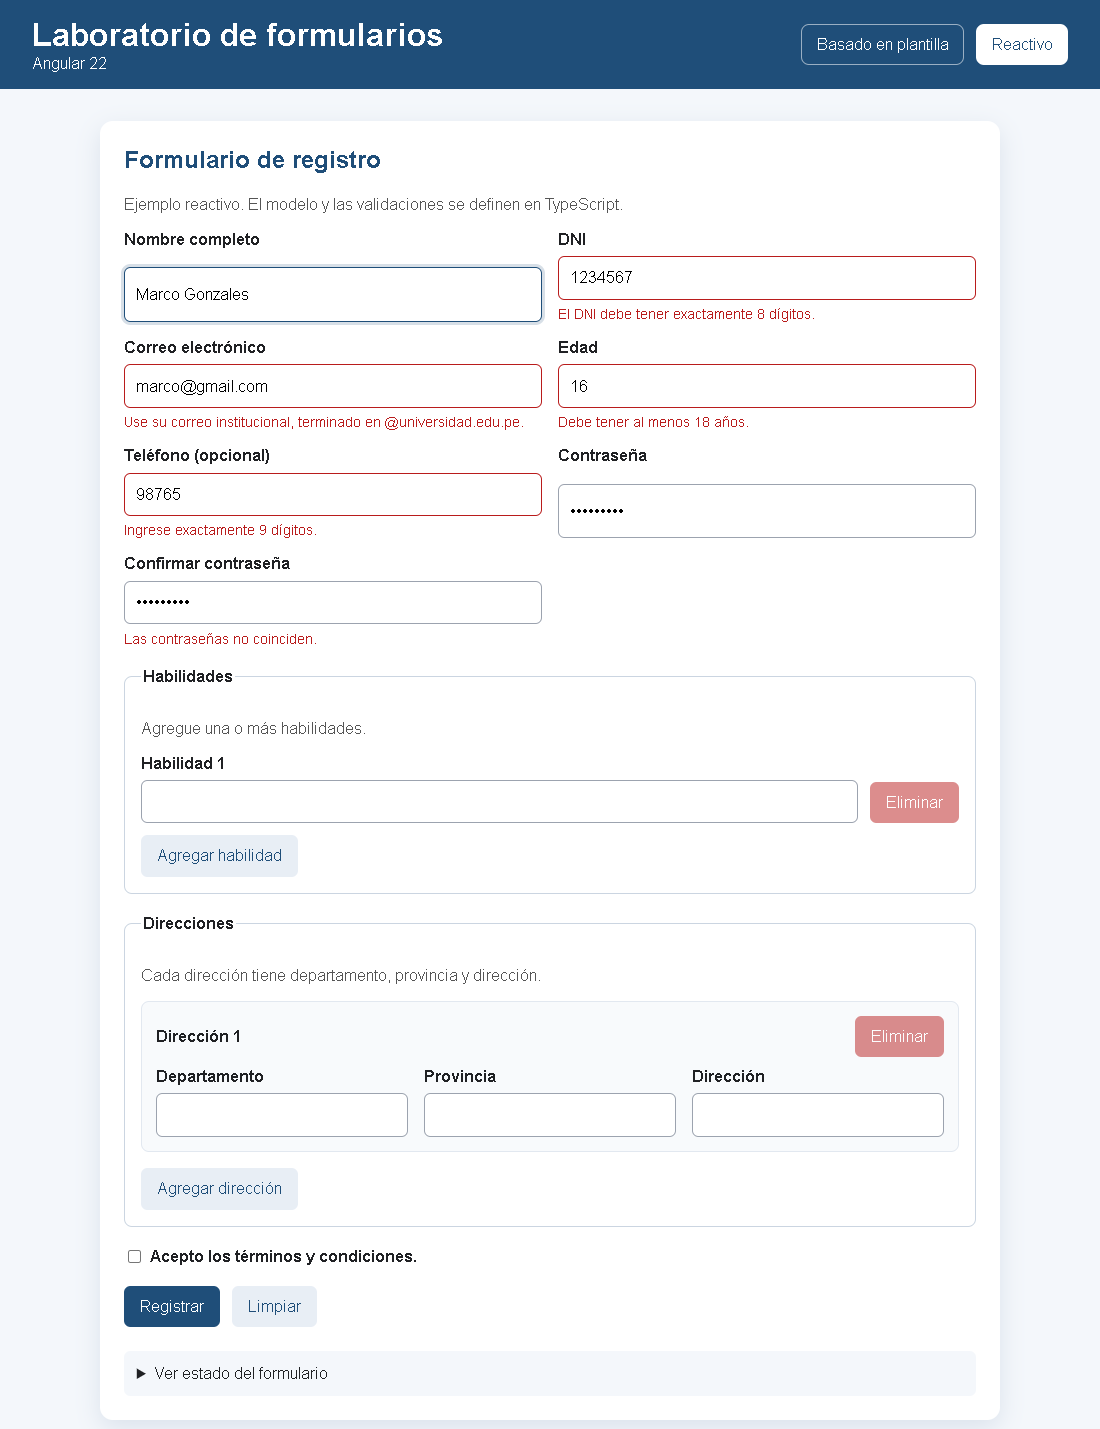 Laboratorio de formularios
Angular 22
Basado en plantilla
Reactivo
Formulario de registro
Ejemplo reactivo. El modelo y las validaciones se definen en TypeScript.
Nombre completo
Marco Gonzales
DNI
1234567
El DNI debe tener exactamente 8 dígitos.
Correo electrónico
marco@gmail.com
Use su correo institucional, terminado en @universidad.edu.pe.
Edad
16
Debe tener al menos 18 años.
Teléfono (opcional)
98765
Ingrese exactamente 9 dígitos.
Contraseña
•••••••••
Confirmar contraseña
•••••••••
Las contraseñas no coinciden.
Habilidades
Agregue una o más habilidades.
Habilidad 1
Eliminar
Agregar habilidad
Direcciones
Cada dirección tiene departamento, provincia y dirección.
Dirección 1
Eliminar
Departamento
Provincia
Dirección
Agregar dirección
Acepto los términos y condiciones.
Registrar
Limpiar
▶ Ver estado del formulario